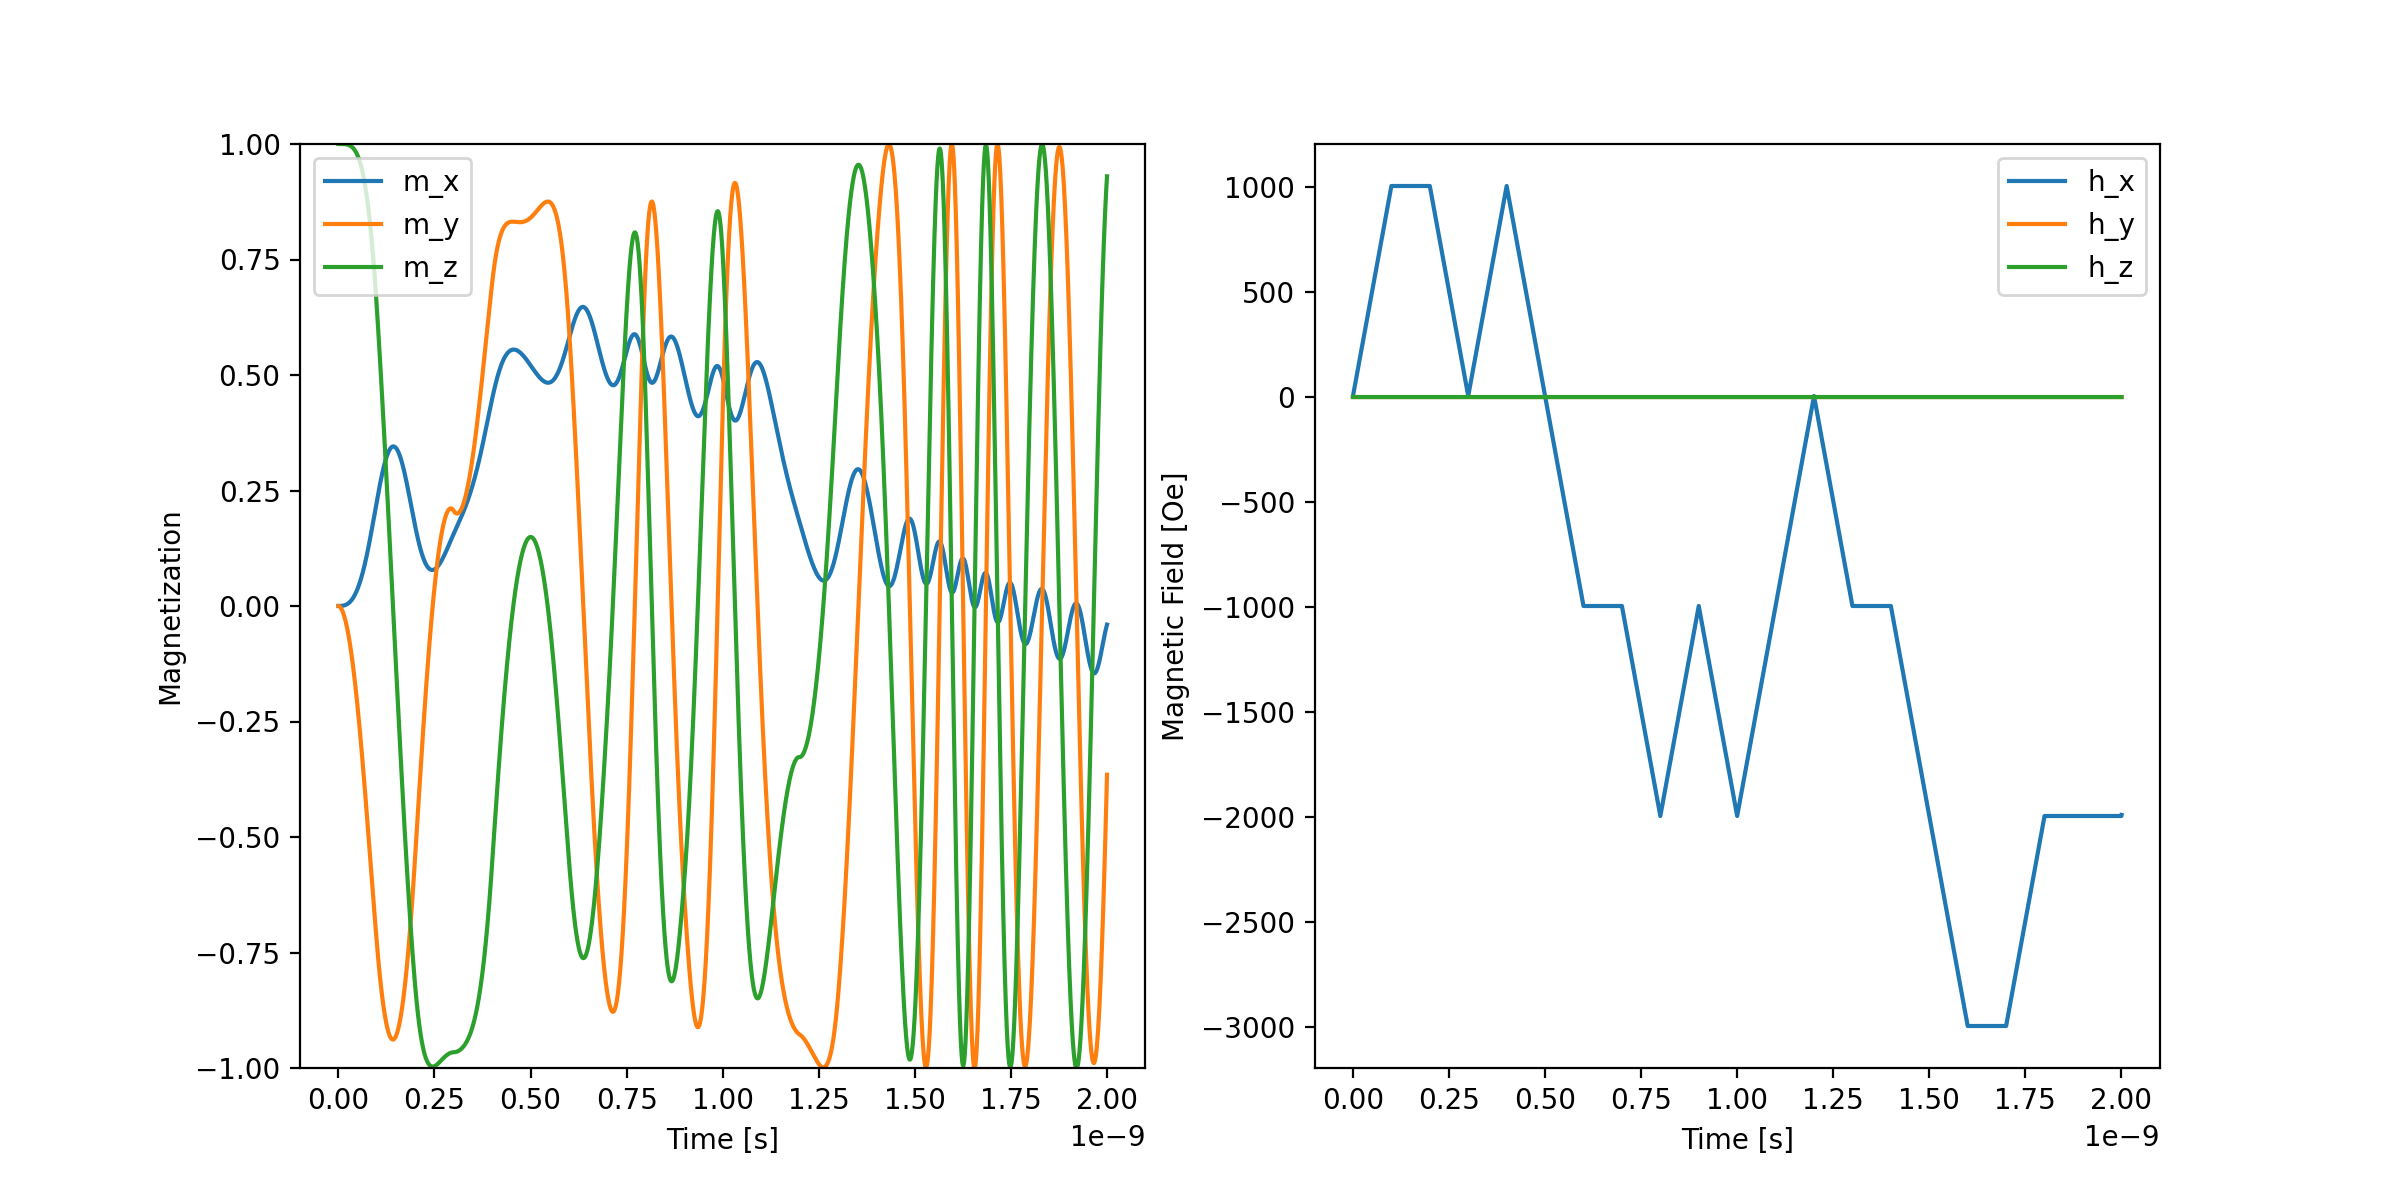 1.00
0.75
0.50
0.25
0.00
−0.25
−0.50
−0.75
−1.00
Magnetization
m_x
m_y
m_z
0.00 0.25 0.50 0.75 1.00 1.25 1.50 1.75 2.00
Time [s]
1e−9
1000
500
0
−500
−1000
−1500
−2000
−2500
−3000
Magnetic Field [Oe]
h_x
h_y
h_z
0.00 0.25 0.50 0.75 1.00 1.25 1.50 1.75 2.00
Time [s]
1e−9